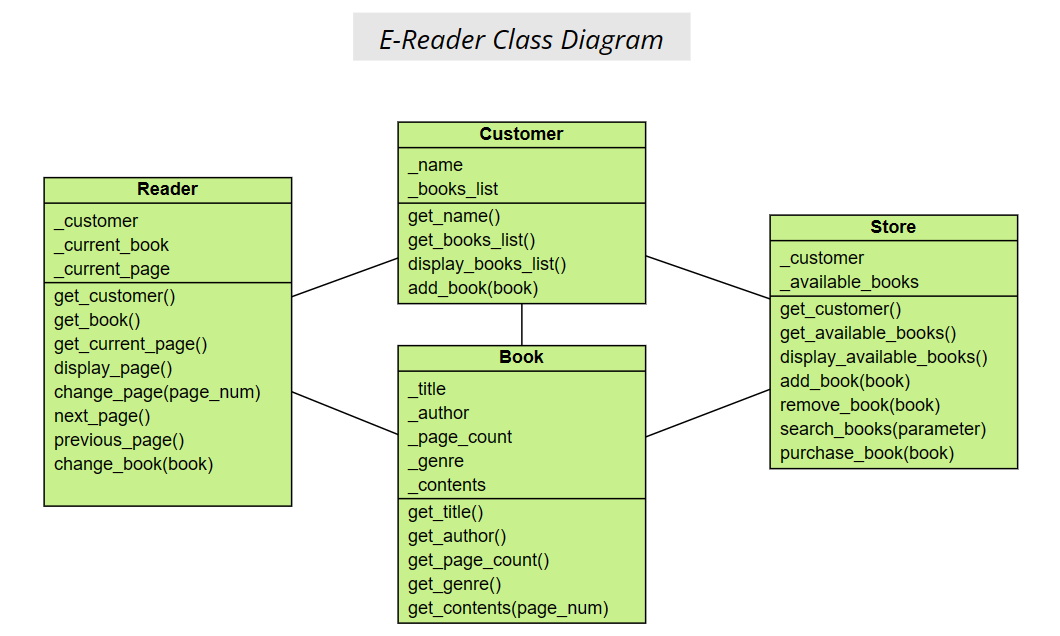 E-Reader Class Diagram
Customer
_name
_books_list
get_name()
get_books_list()
display_books_list()
add_book(book)
Reader
_customer
_current_book
_current_page
get_customer()
get_book()
get_current_page()
display_page()
change_page(page_num)
next_page()
previous_page()
change_book(book)
Store
_customer
_available_books
get_customer()
get_available_books()
display_available_books()
add_book(book)
remove_book(book)
search_books(parameter)
purchase_book(book)
Book
_title
_author
_page_count
_genre
_contents
get_title()
get_author()
get_page_count()
get_genre()
get_contents(page_num)